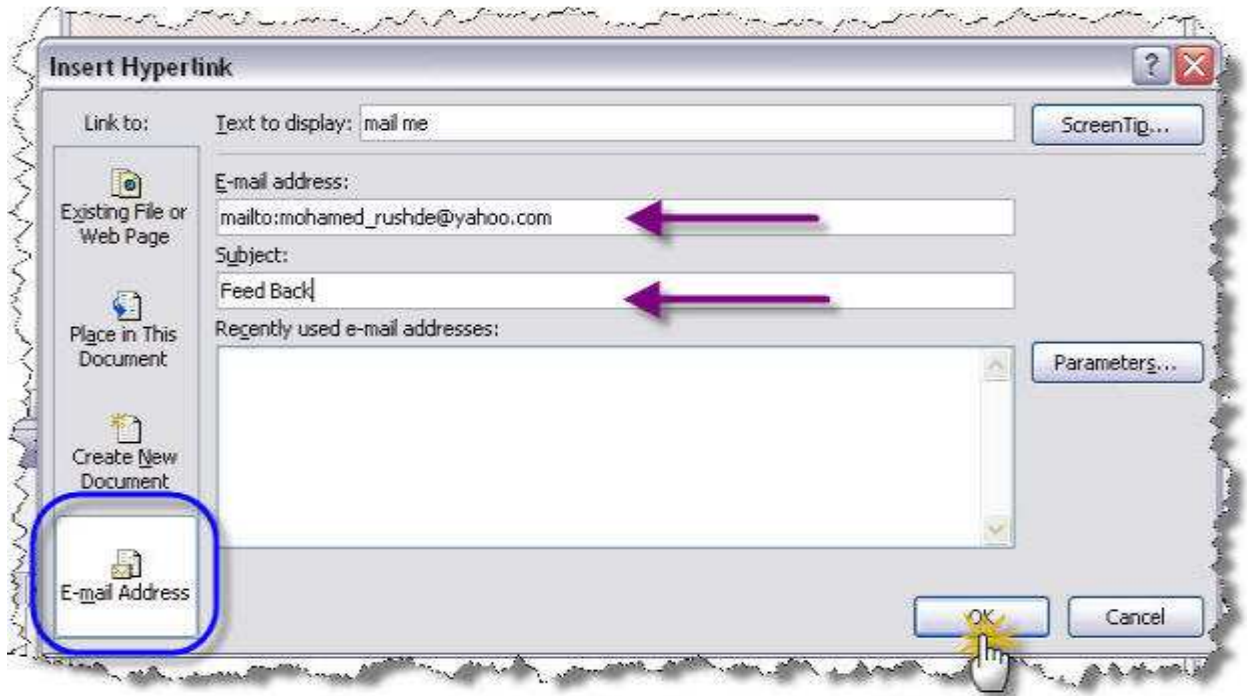 Insert Hyperlink
Link to:
Text to display: mail me
ScreenTip...
Existing File or
Web Page
Place in This
Document
Create New
Document
E-mail Address
E-mail address:
mailto:mohamed_rushde@yahoo.com
Subject:
Feed Back
Recently used e-mail addresses:
Parameters...
OK
Cancel